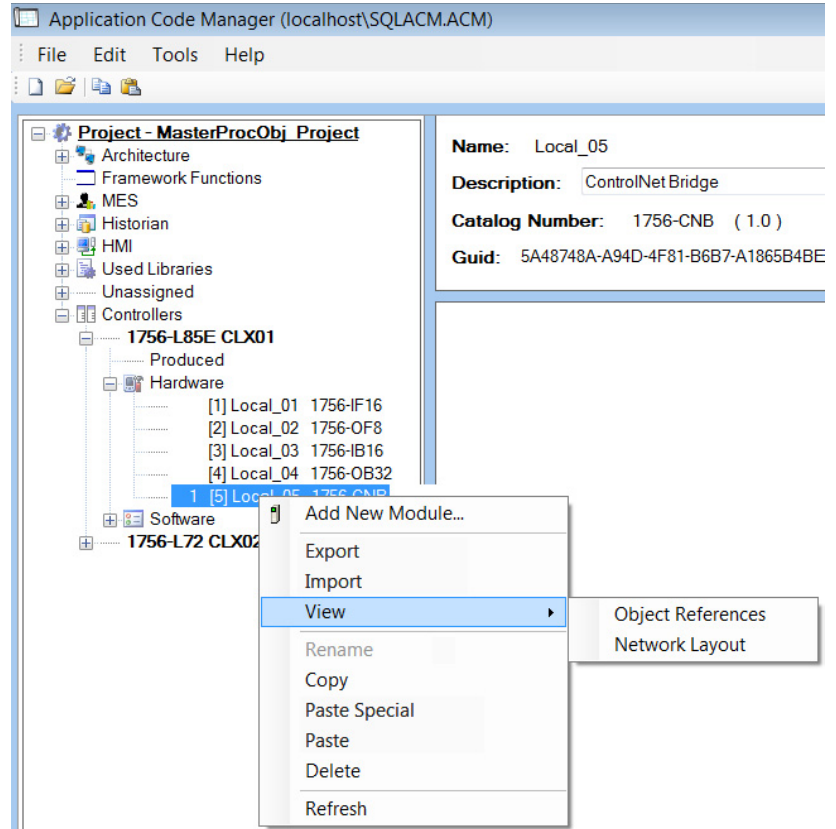 Application Code Manager (localhost\SQLACM.ACM)
File Edit Tools Help
Project - MasterProcObj_Project
Architecture
Framework Functions
MES
Historian
HMI
Used Libraries
Unassigned
Controllers
1756-L85E CLX01
Produced
Hardware
[1] Local_01 1756-IF16
[2] Local_02 1756-OF8
[3] Local_03 1756-IB16
[4] Local_04 1756-OB32
1 [5] Local_05 1756-CNB
Software
1756-L72 CLX02
Name: Local_05
Description: ControlNet Bridge
Catalog Number: 1756-CNB ( 1.0 )
Guid: 5A48748A-A94D-4F81-B6B7-A1865B4BE
Add New Module...
Export
Import
View
Rename
Copy
Paste Special
Paste
Delete
Refresh
Object References
Network Layout